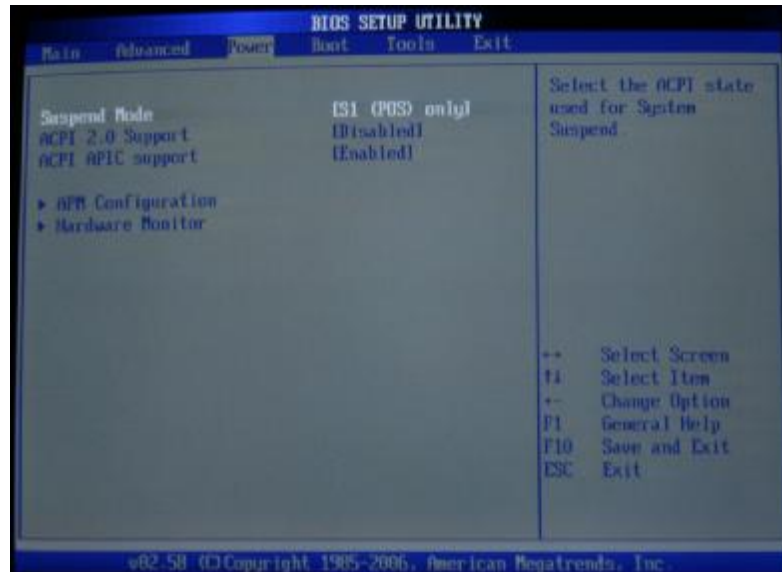 BIOS SETUP UTILITY
Main Advanced Power Boot Tools Exit
Suspend Mode [S1 (POS) only]
ACPI 2.0 Support [Disabled]
ACPI APIC support [Enabled]
▶ APM Configuration
▶ Hardware Monitor
Select the ACPI state
used for System
Suspend
←→ Select Screen
↑↓ Select Item
+- Change Option
F1 General Help
F10 Save and Exit
ESC Exit
v02.58 (C)Copyright 1985-2006, American Megatrends, Inc.